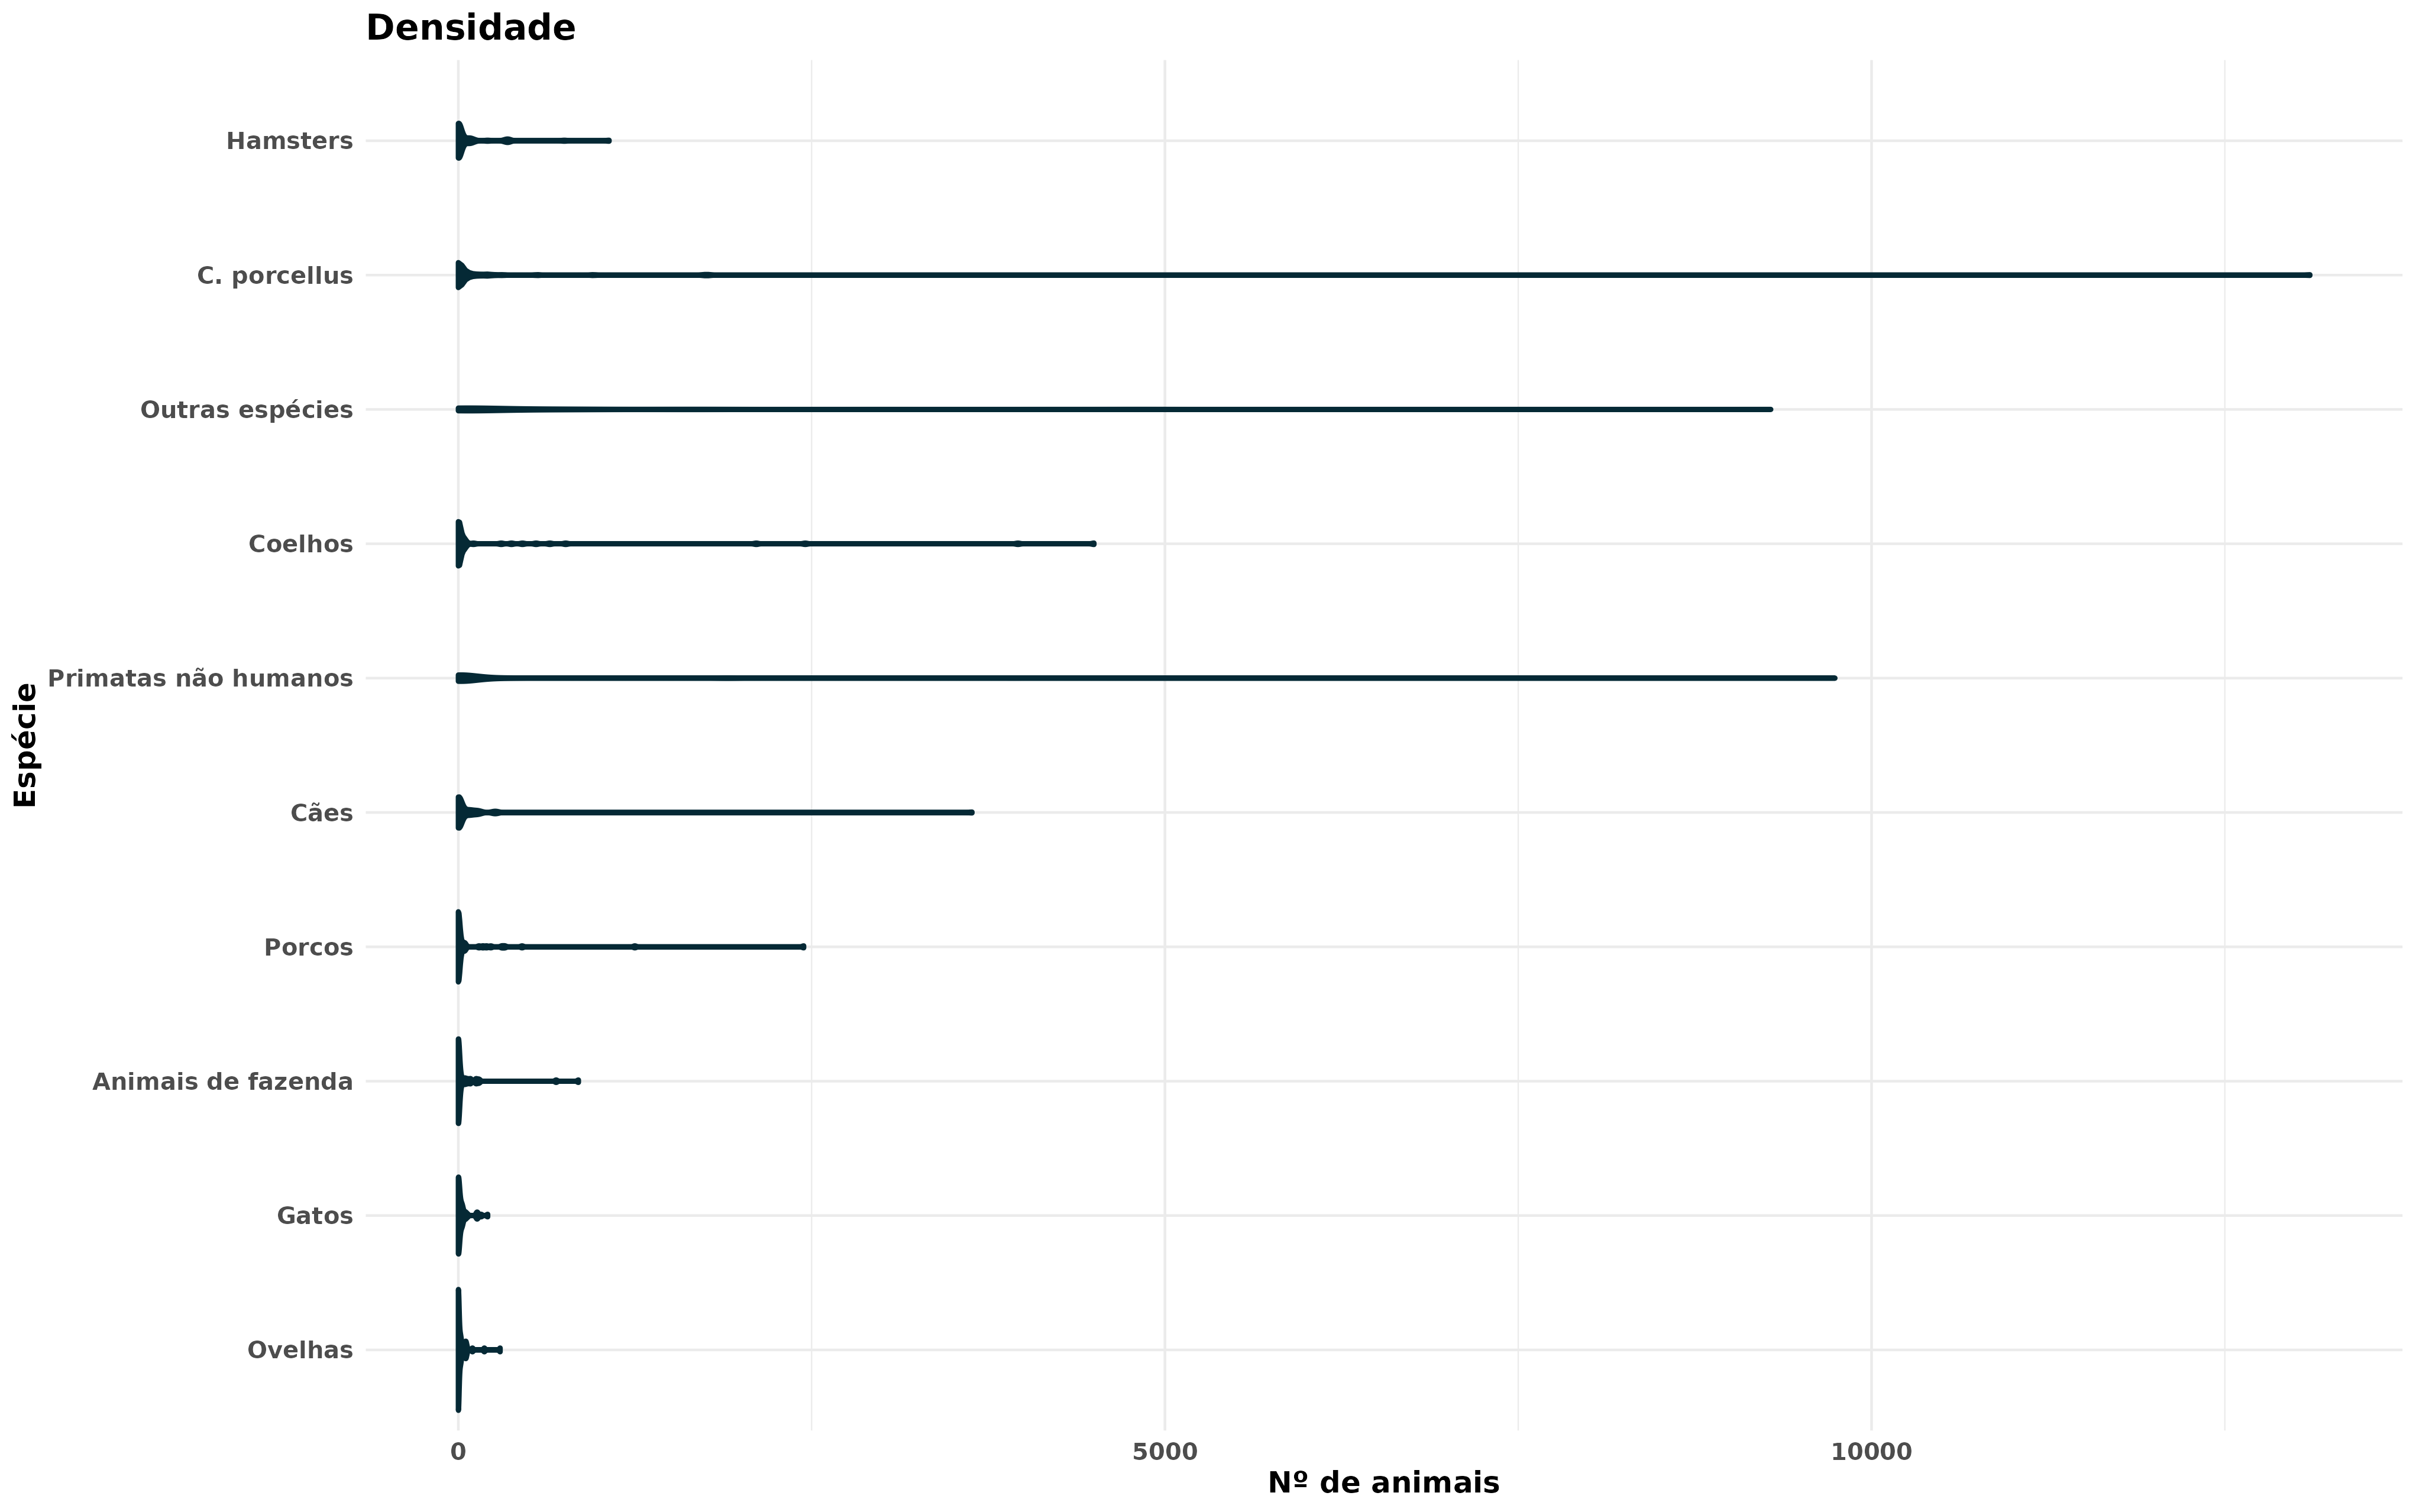 Densidade
Hamsters
C. porcellus
Outras espécies
Coelhos
Primatas não humanos
Cães
Porcos
Animais de fazenda
Gatos
Ovelhas
Espécie
0 5000 10000
Nº de animais